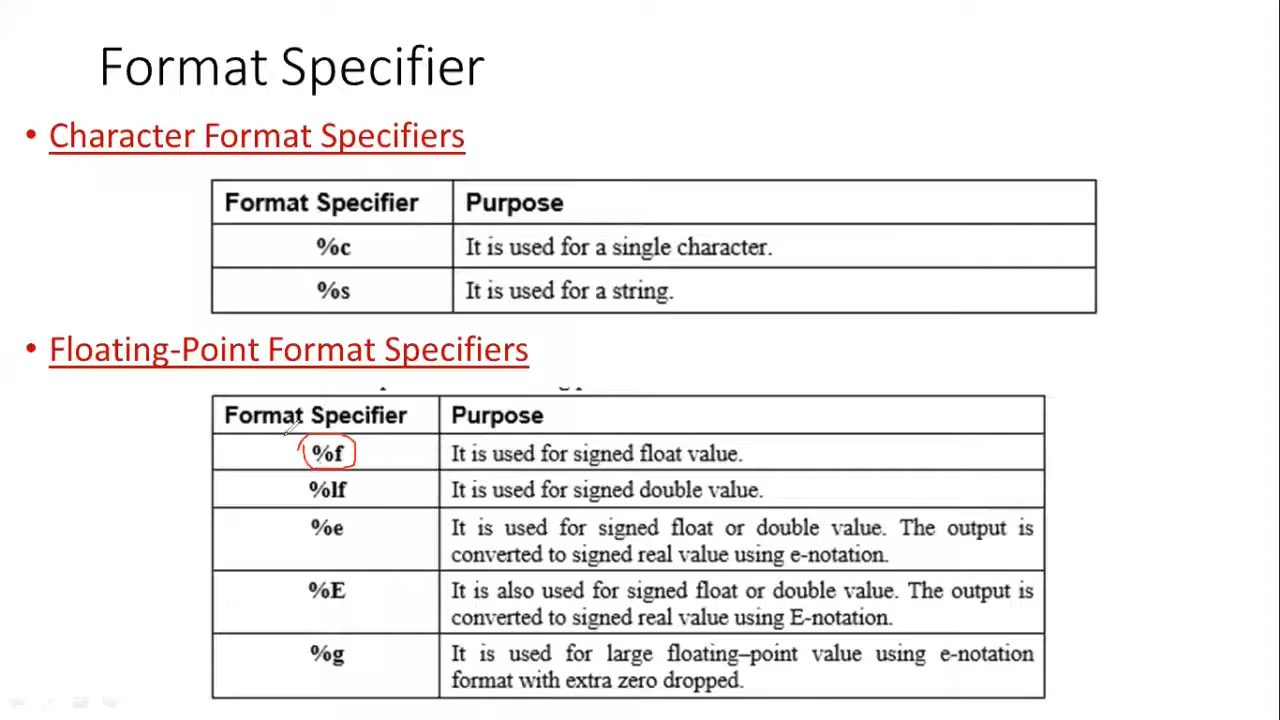 Format Specifier
• Character Format Specifiers
Format Specifier Purpose
%c It is used for a single character.
%s It is used for a string.
• Floating-Point Format Specifiers
Format Specifier Purpose
%f It is used for signed float value.
%lf It is used for signed double value.
%e It is used for signed float or double value. The output is
converted to signed real value using e-notation.
%E It is also used for signed float or double value. The output is
converted to signed real value using E-notation.
%g It is used for large floating–point value using e-notation
format with extra zero dropped.